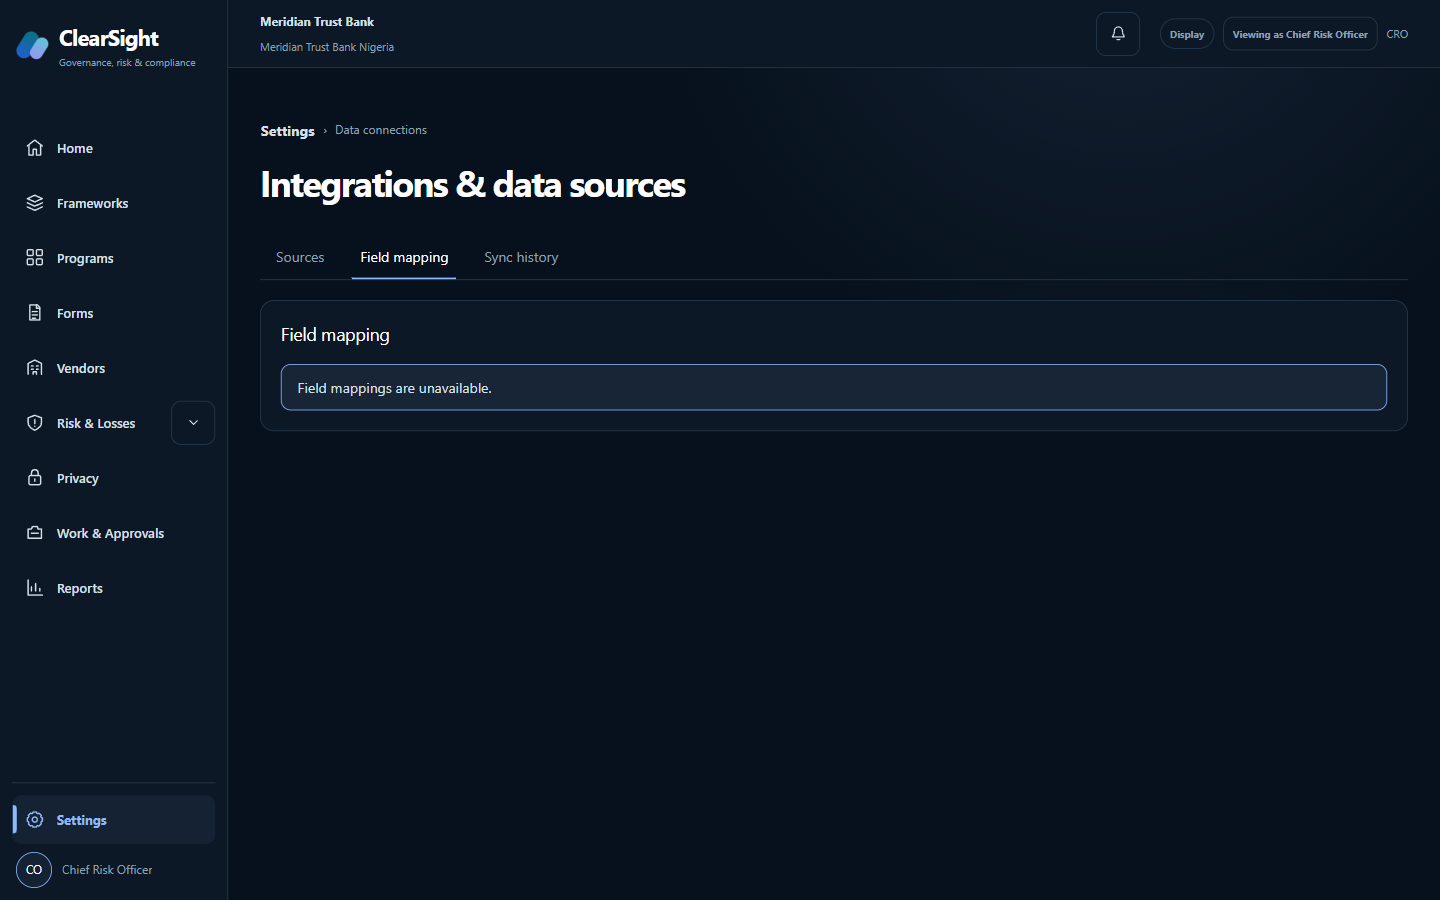 ClearSight
Governance, risk & compliance
Meridian Trust Bank
Meridian Trust Bank Nigeria
Display
Viewing as Chief Risk Officer
CRO
Home
Frameworks
Programs
Forms
Vendors
Risk & Losses
Privacy
Work & Approvals
Reports
Settings
CO
Chief Risk Officer
Settings › Data connections
Integrations & data sources
Sources
Field mapping
Sync history
Field mapping
Field mappings are unavailable.